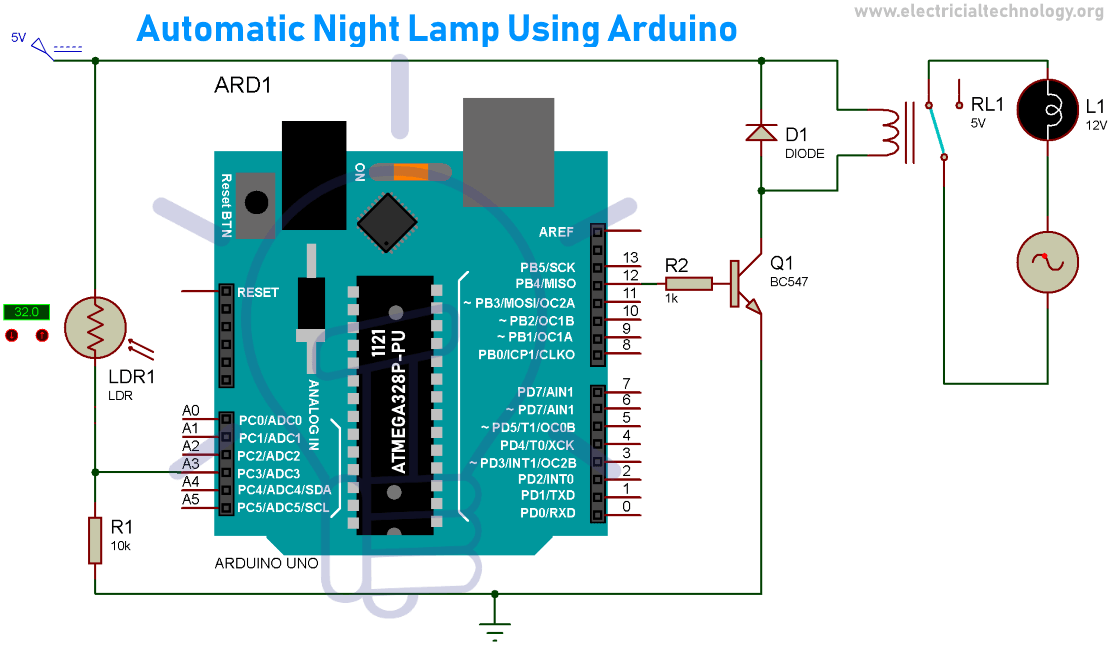 www.electricialtechnology.org
Automatic Night Lamp Using Arduino
5V
ARD1
ON
Reset BTN
RESET
AREF
PB5/SCK 13
PB4/MISO 12
~ PB3/MOSI/OC2A 11
~ PB2/OC1B 10
~ PB1/OC1A 9
PB0/ICP1/CLKO 8
1121
ATMEGA328P-PU
ANALOG IN
A0 PC0/ADC0
A1 PC1/ADC1
A2 PC2/ADC2
A3 PC3/ADC3
A4 PC4/ADC4/SDA
A5 PC5/ADC5/SCL
PD7/AIN1 7
~ PD7/AIN1 6
~ PD5/T1/OC0B 5
PD4/T0/XCK 4
~ PD3/INT1/OC2B 3
PD2/INT0 2
PD1/TXD 1
PD0/RXD 0
ARDUINO UNO
32.0
LDR1
LDR
R1
10k
R2
1k
Q1
BC547
D1
DIODE
RL1
5V
L1
12V